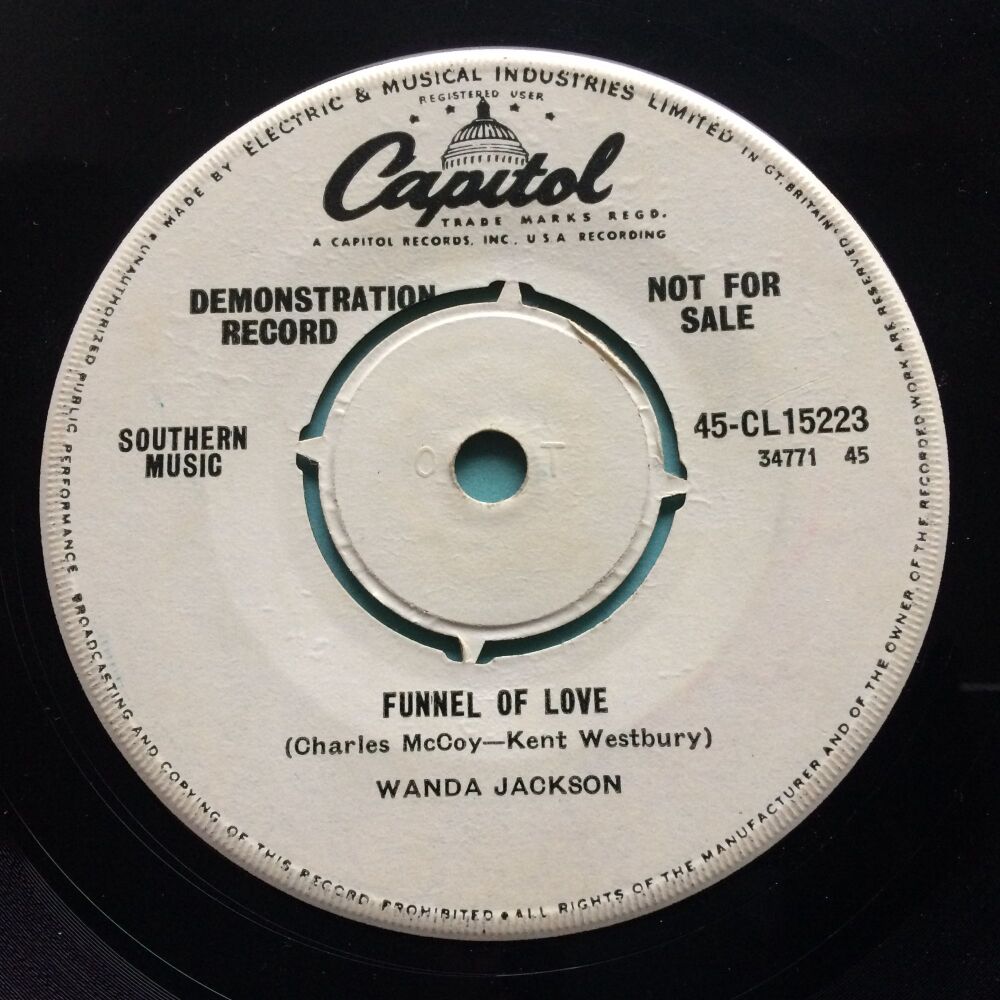 MADE BY ELECTRIC & MUSICAL INDUSTRIES LIMITED IN GT. BRITAIN.
REGISTERED USER
Capitol
TRADE MARKS REGD.
A CAPITOL RECORDS, INC, U S A RECORDING
DEMONSTRATION
RECORD
NOT FOR
SALE
SOUTHERN
MUSIC
45-CL15223
34771 45
FUNNEL OF LOVE
(Charles McCoy—Kent Westbury)
WANDA JACKSON
ALL RIGHTS OF THE MANUFACTURER AND OF THE OWNER OF THE RECORDED WORK ARE RESERVED.
UNAUTHORIZED PUBLIC PERFORMANCE BROADCASTING AND COPYING OF THIS RECORD PROHIBITED